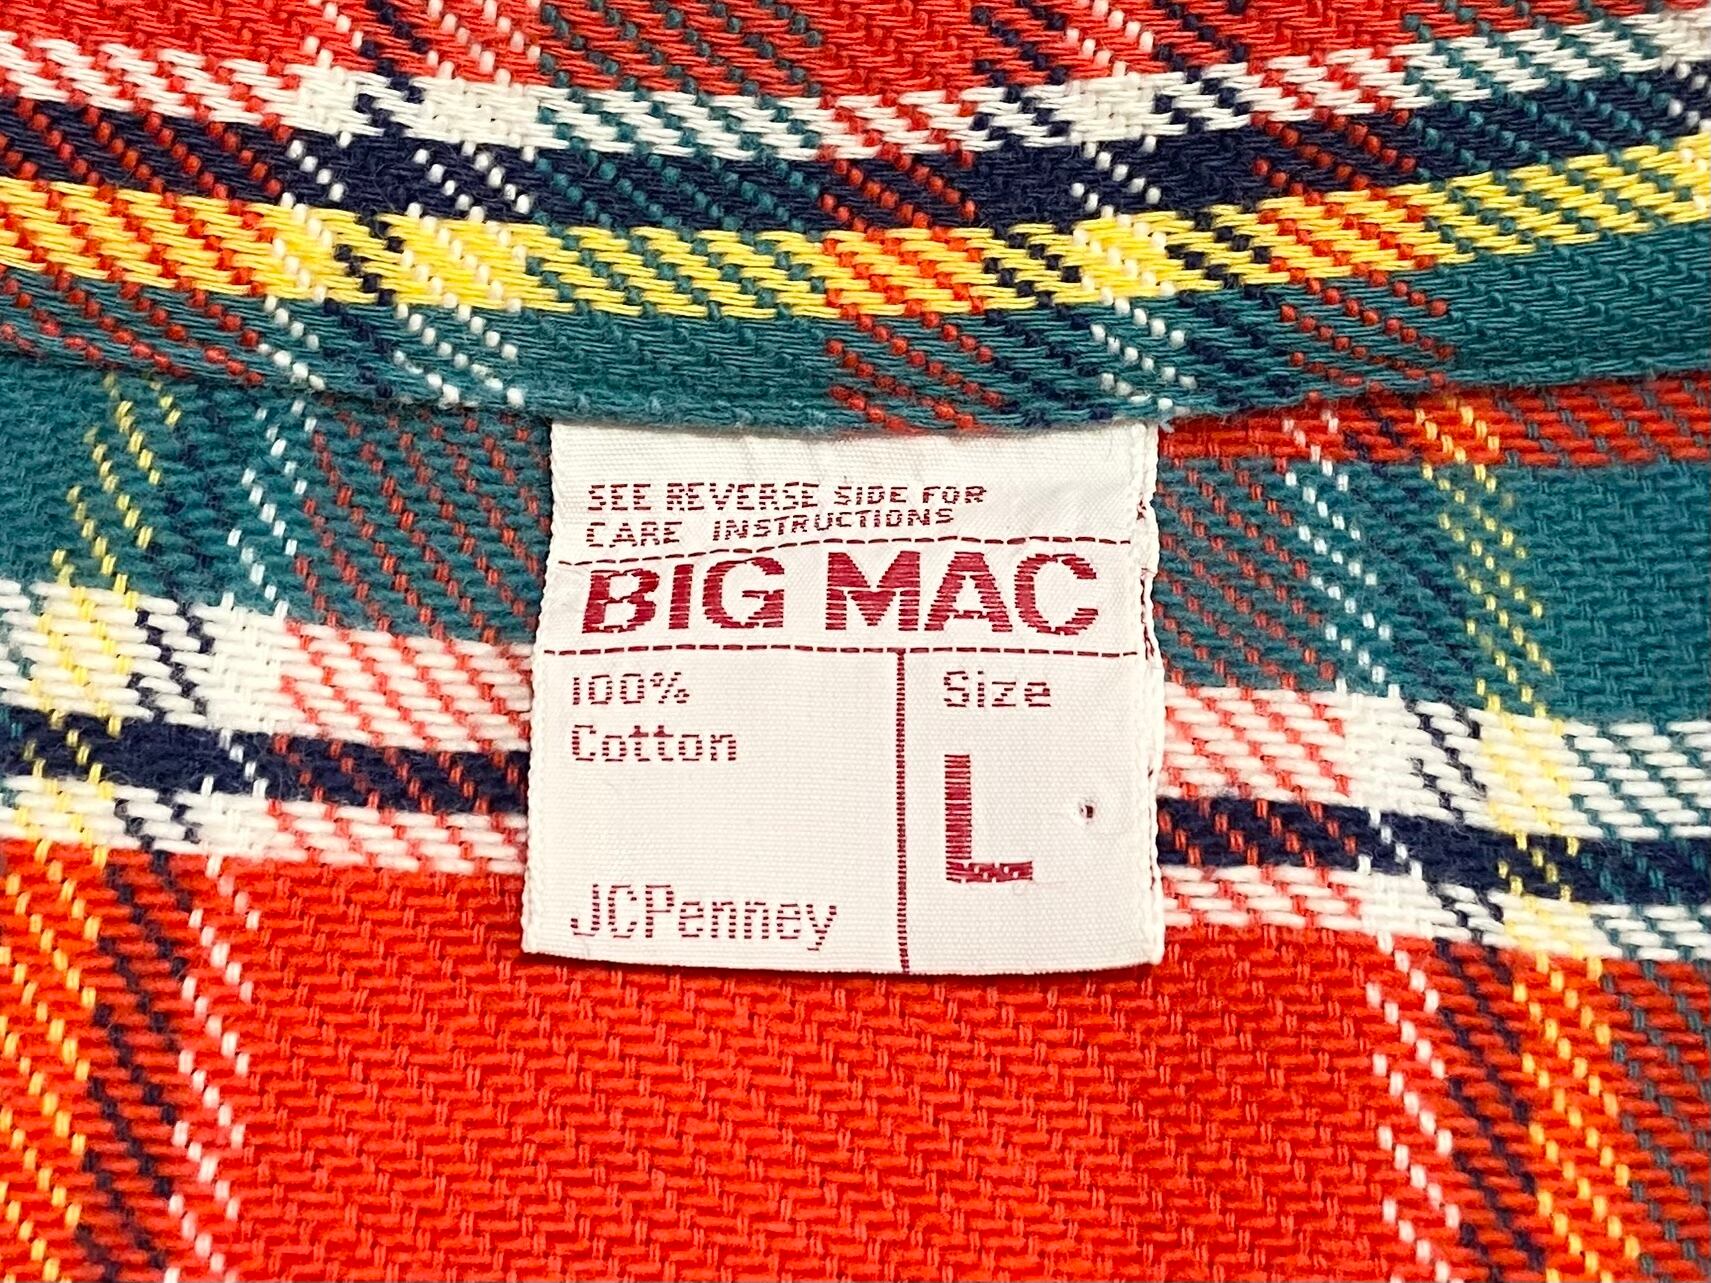 SEE REVERSE SIDE FOR
CARE INSTRUCTIONS
BIG MAC
100%
Cotton
Size
L
JCPenney